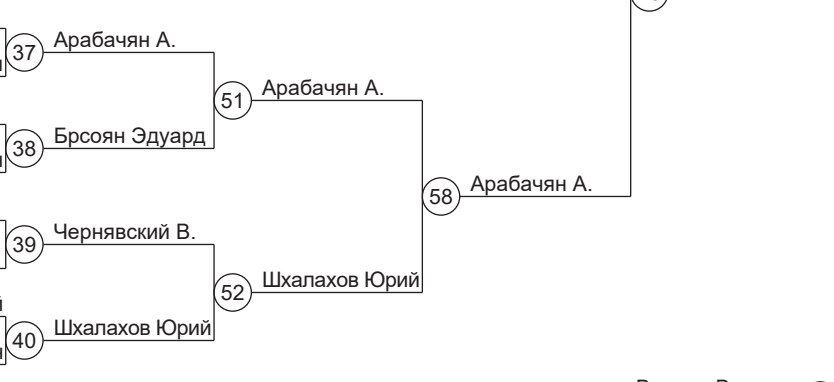 37 Арабачян А.
51 Арабачян А.
38 Брсоян Эдуард
58 Арабачян А.
39 Чернявский В.
52 Шхалахов Юрий
40 Шхалахов Юрий